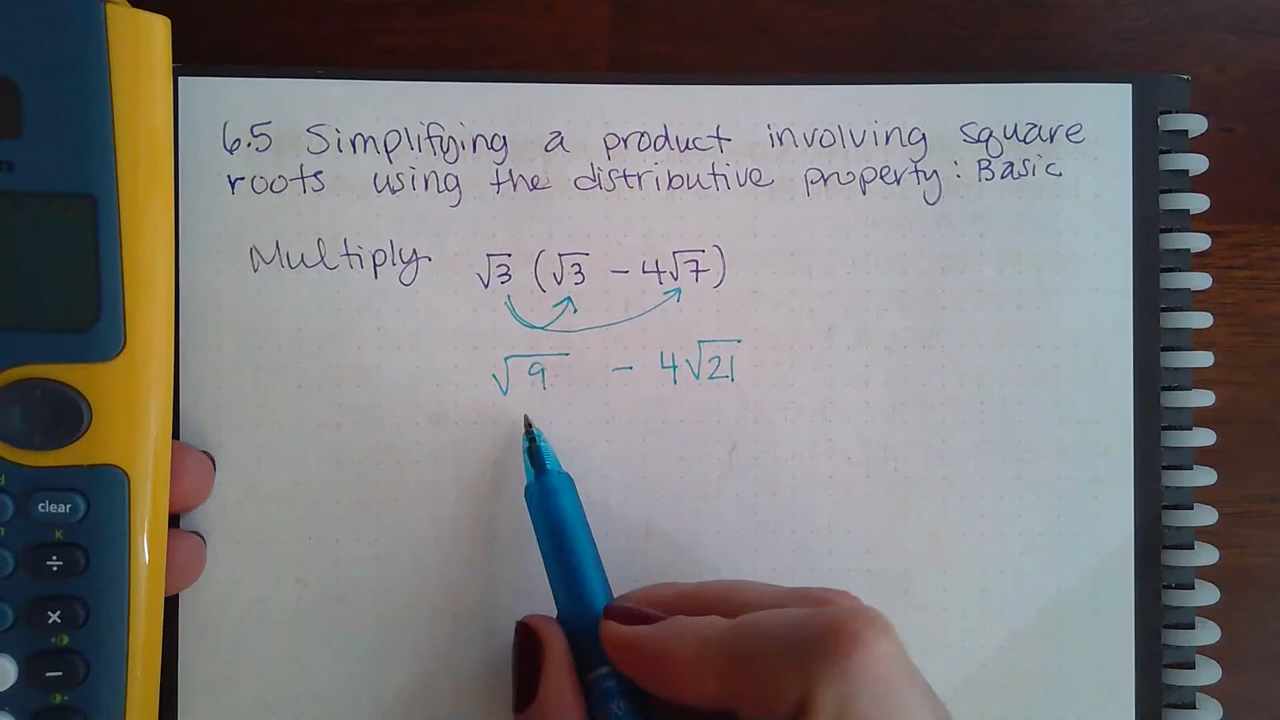 6.5 Simplifying a product involving square
roots using the distributive property: Basic
Multiply √3 (√3 - 4√7)
√9 - 4√21
clear
K
÷
×
−